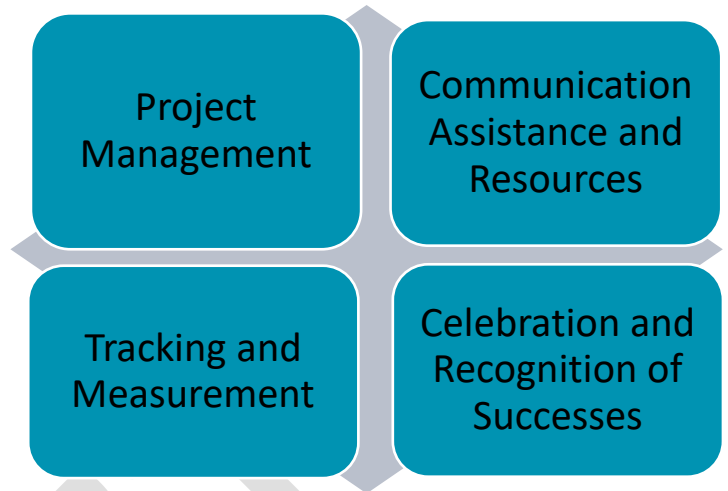 Project
Management
Communication
Assistance and
Resources
Tracking and
Measurement
Celebration and
Recognition of
Successes